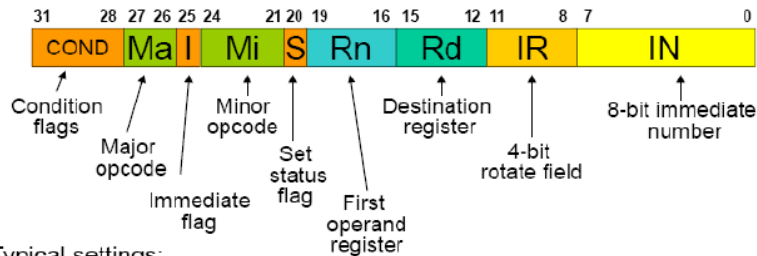 31 28 27 26 25 24 21 20 19 16 15 12 11 8 7 0
COND Ma I Mi S Rn Rd IR IN
Condition flags
Major opcode
Immediate flag
Minor opcode
Set status flag
First operand register
Destination register
4-bit rotate field
8-bit immediate number
Typical settings: